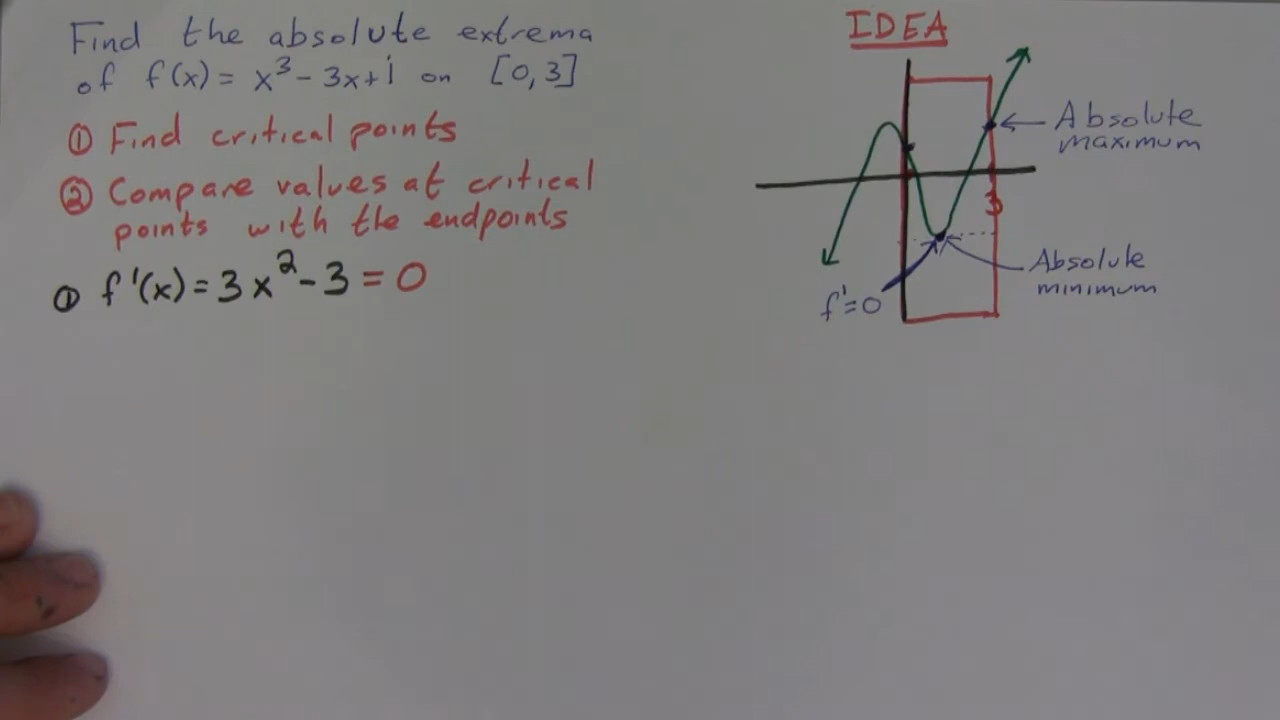 Find the absolute extrema
of f(x) = x³ - 3x + 1 on [0, 3]
① Find critical points
② Compare values at critical
points with the endpoints
① f'(x) = 3x² - 3 = 0
IDEA
Absolute
maximum
3
Absolute
minimum
f' = 0